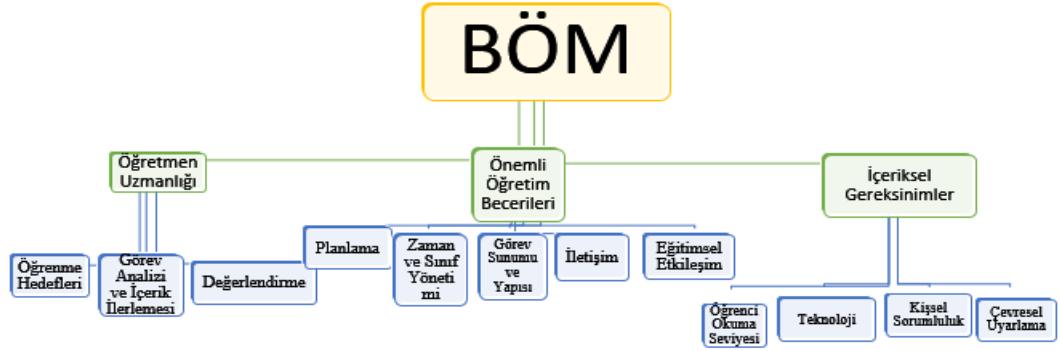 BÖM
Öğretmen
Uzmanlığı
Önemli
Öğretim
Becerileri
İçeriksel
Gereksinimler
Öğrenme
Hedefleri
Görev
Analizi
ve İçerik
İlerlemesi
Değerlendirme
Planlama
Zaman
ve Sınıf
Yöneti
mi
Görev
Sunumu
ve
Yapısı
İletişim
Eğitimsel
Etkileşim
Öğrenci
Okuma
Seviyesi
Teknoloji
Kişsel
Sorumluluk
Çevresel
Uyarlama